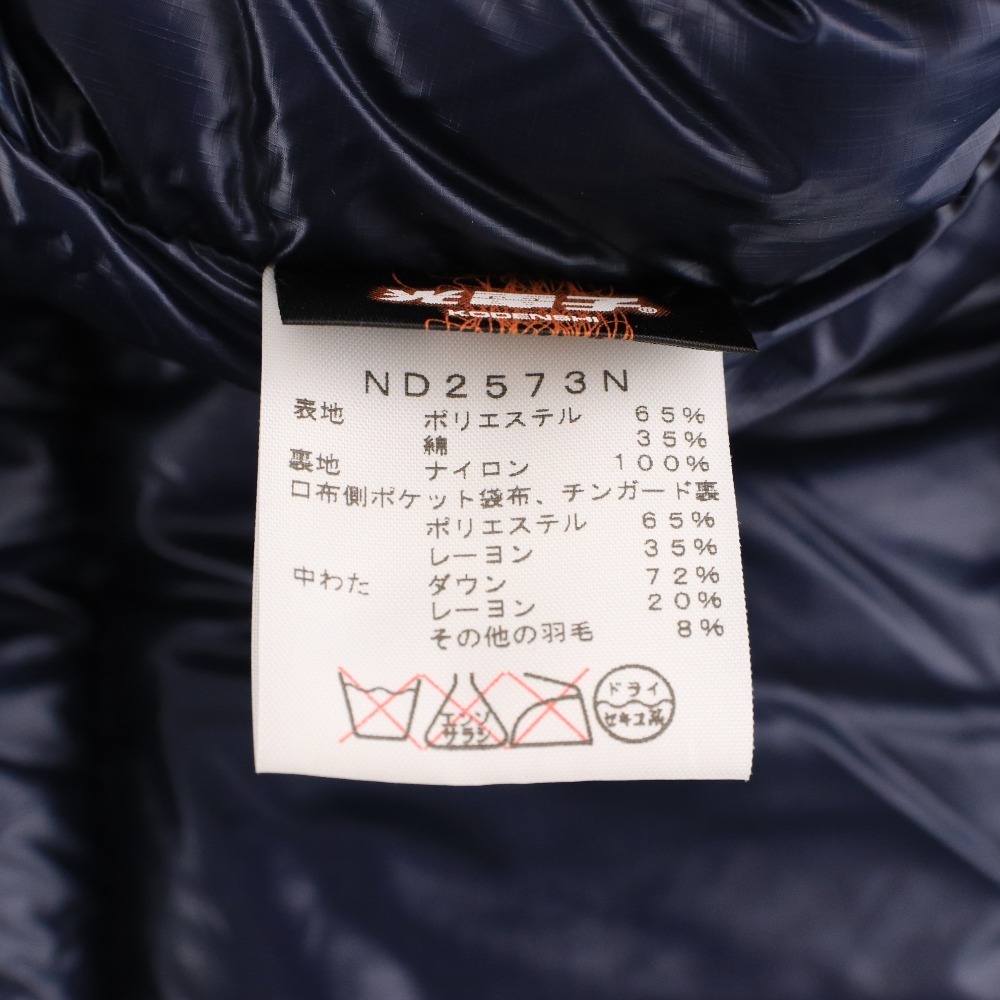 光電子®
KODENSHI
ND2573N
表地 ポリエステル 65%
綿 35%
裏地 ナイロン 100%
口布側ポケット袋布、チンガード裏
ポリエステル 65%
レーヨン 35%
中わた ダウン 72%
レーヨン 20%
その他の羽毛 8%
エンソ ドライ
サラシ セキユ系